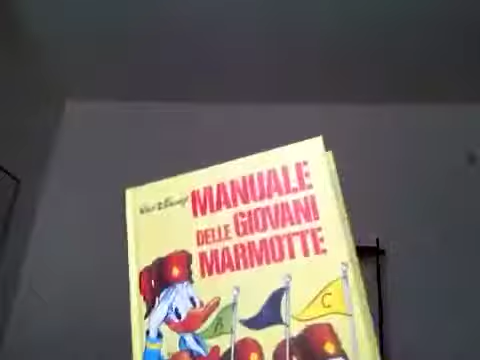 Walt Disney
MANUALE
DELLE GIOVANI
MARMOTTE
C